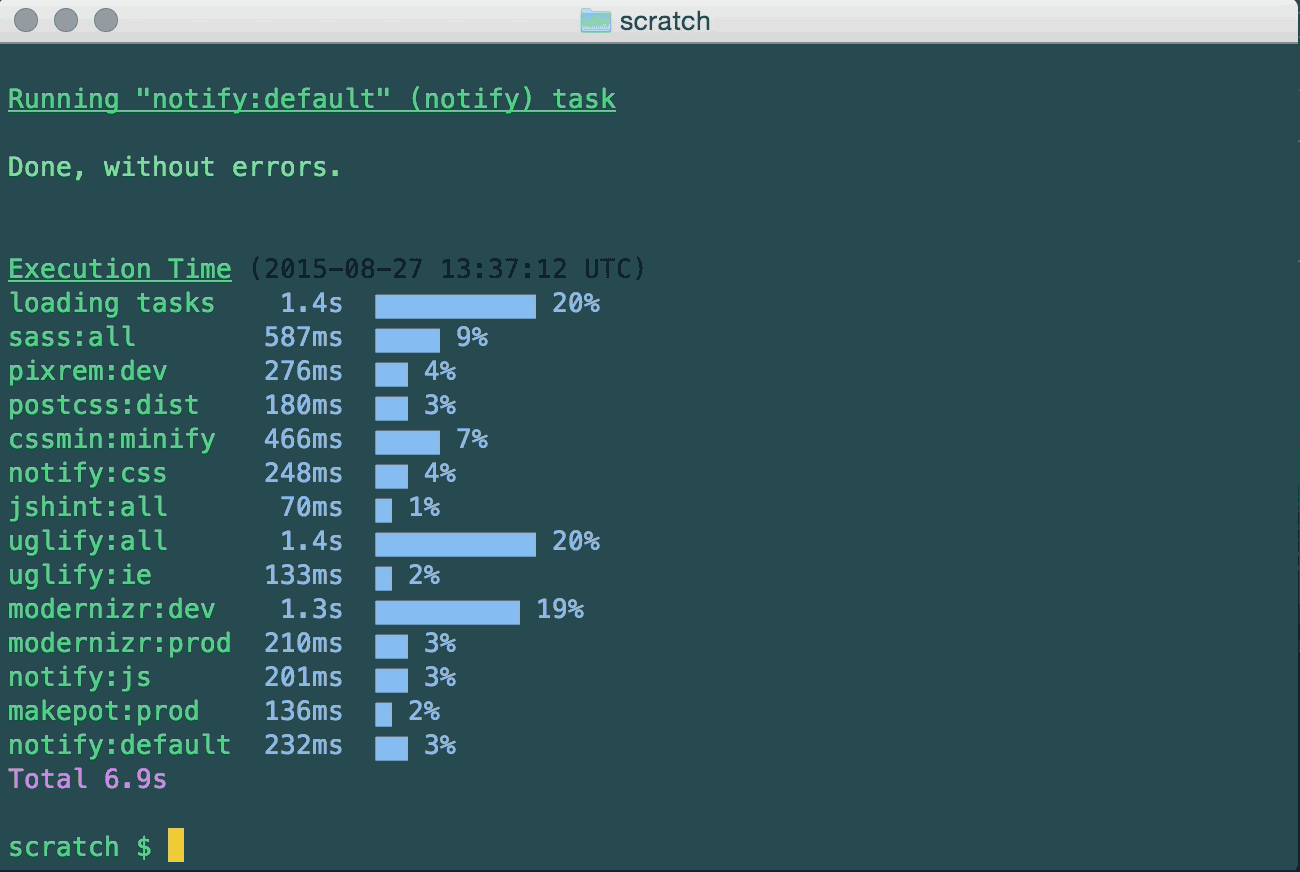 scratch
Running "notify:default" (notify) task
Done, without errors.
Execution Time (2015-08-27 13:37:12 UTC)
loading tasks 1.4s 20%
sass:all 587ms 9%
pixrem:dev 276ms 4%
postcss:dist 180ms 3%
cssmin:minify 466ms 7%
notify:css 248ms 4%
jshint:all 70ms 1%
uglify:all 1.4s 20%
uglify:ie 133ms 2%
modernizr:dev 1.3s 19%
modernizr:prod 210ms 3%
notify:js 201ms 3%
makepot:prod 136ms 2%
notify:default 232ms 3%
Total 6.9s
scratch $